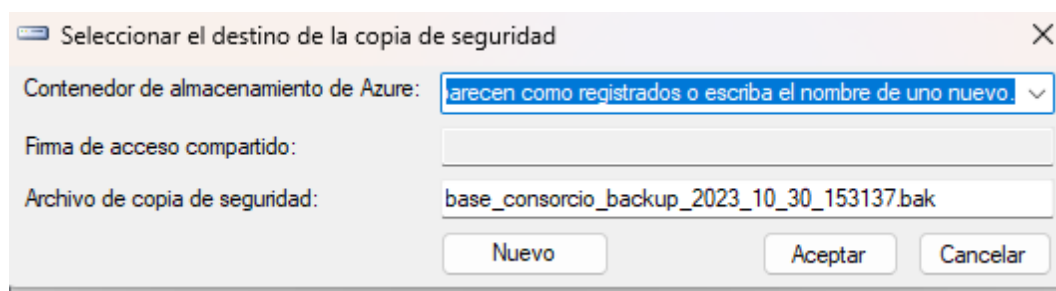 Seleccionar el destino de la copia de seguridad
Contenedor de almacenamiento de Azure: arecen como registrados o escriba el nombre de uno nuevo.
Firma de acceso compartido:
Archivo de copia de seguridad: base_consorcio_backup_2023_10_30_153137.bak
Nuevo Aceptar Cancelar